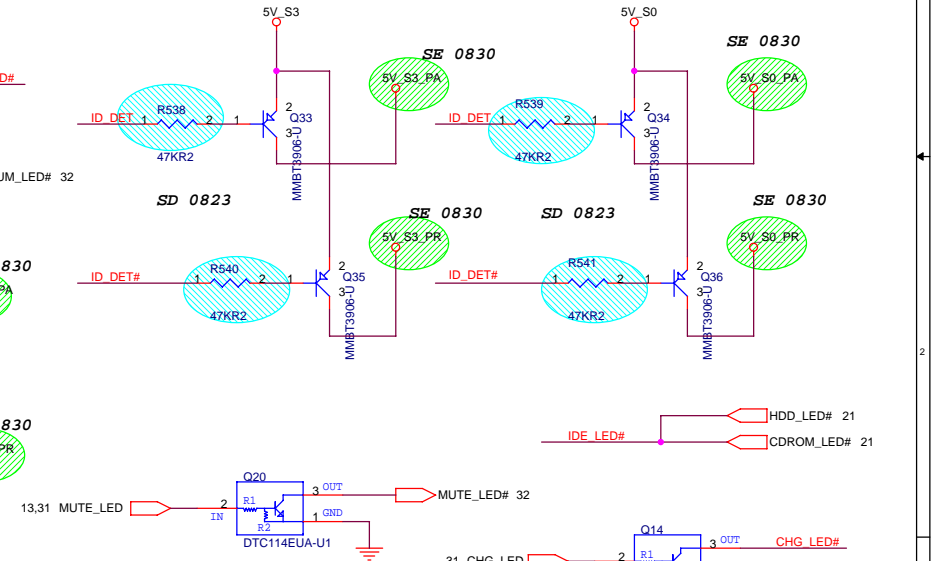 5V_S3
5V_S0
SE 0830
SE 0830
D#
5V_S3_PA
5V_S0_PA
R538
R539
ID_DET 1 2 1 2 3 Q33
ID_DET 1 2 1 2 3 Q34
47KR2
47KR2
MMBT3906-U
MMBT3906-U
UM_LED# 32
SD 0823
SE 0830
SD 0823
SE 0830
5V_S3_PR
5V_S0_PR
830
PA
ID_DET# 1 R540 2 1 2 3 Q35
ID_DET# 1 R541 2 1 2 3 Q36
47KR2
47KR2
MMBT3906-U
MMBT3906-U
2
830
PR
HDD_LED# 21
IDE_LED#
CDROM_LED# 21
Q20
13,31 MUTE_LED 2 IN R1 R2 3 OUT MUTE_LED# 32
1 GND
DTC114EUA-U1
Q14
31 CHG_LED 2 R1 3 OUT CHG_LED#